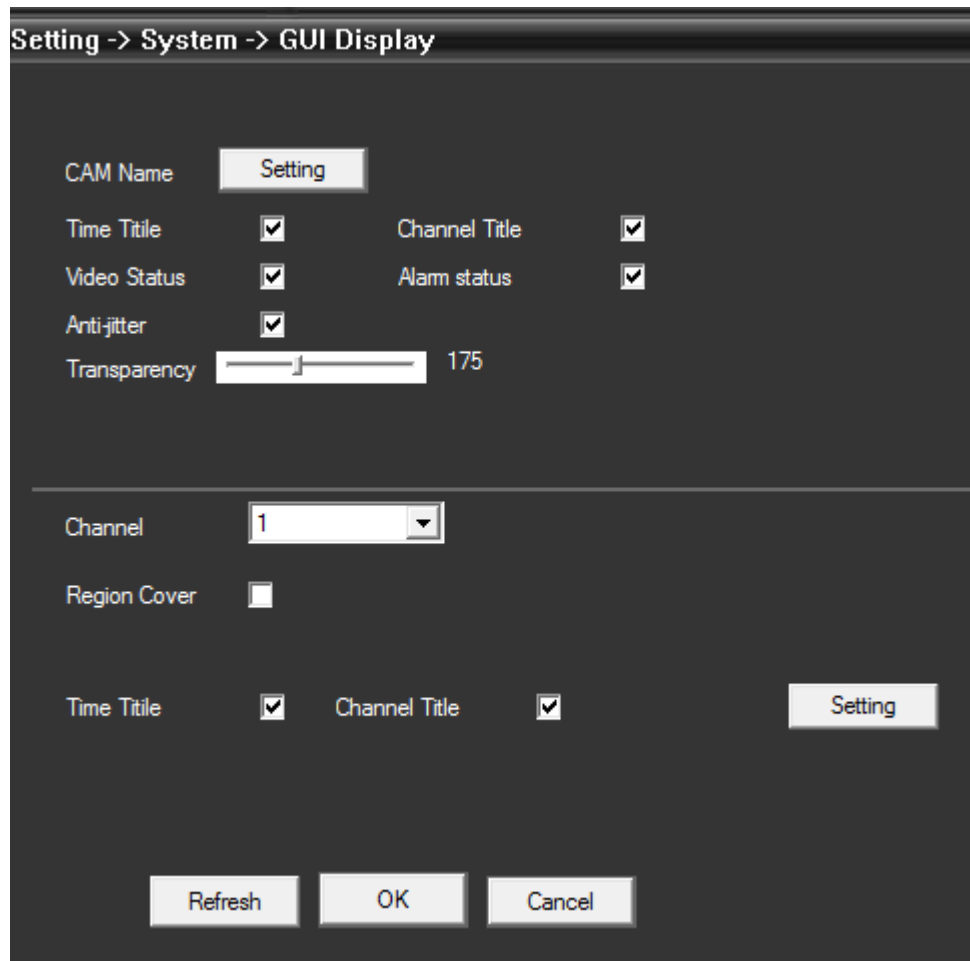 Setting -> System -> GUI Display
CAM Name Setting
Time Titile Channel Title
Video Status Alarm status
Anti-jitter
Transparency 175
Channel 1
Region Cover
Time Titile Channel Title Setting
Refresh OK Cancel